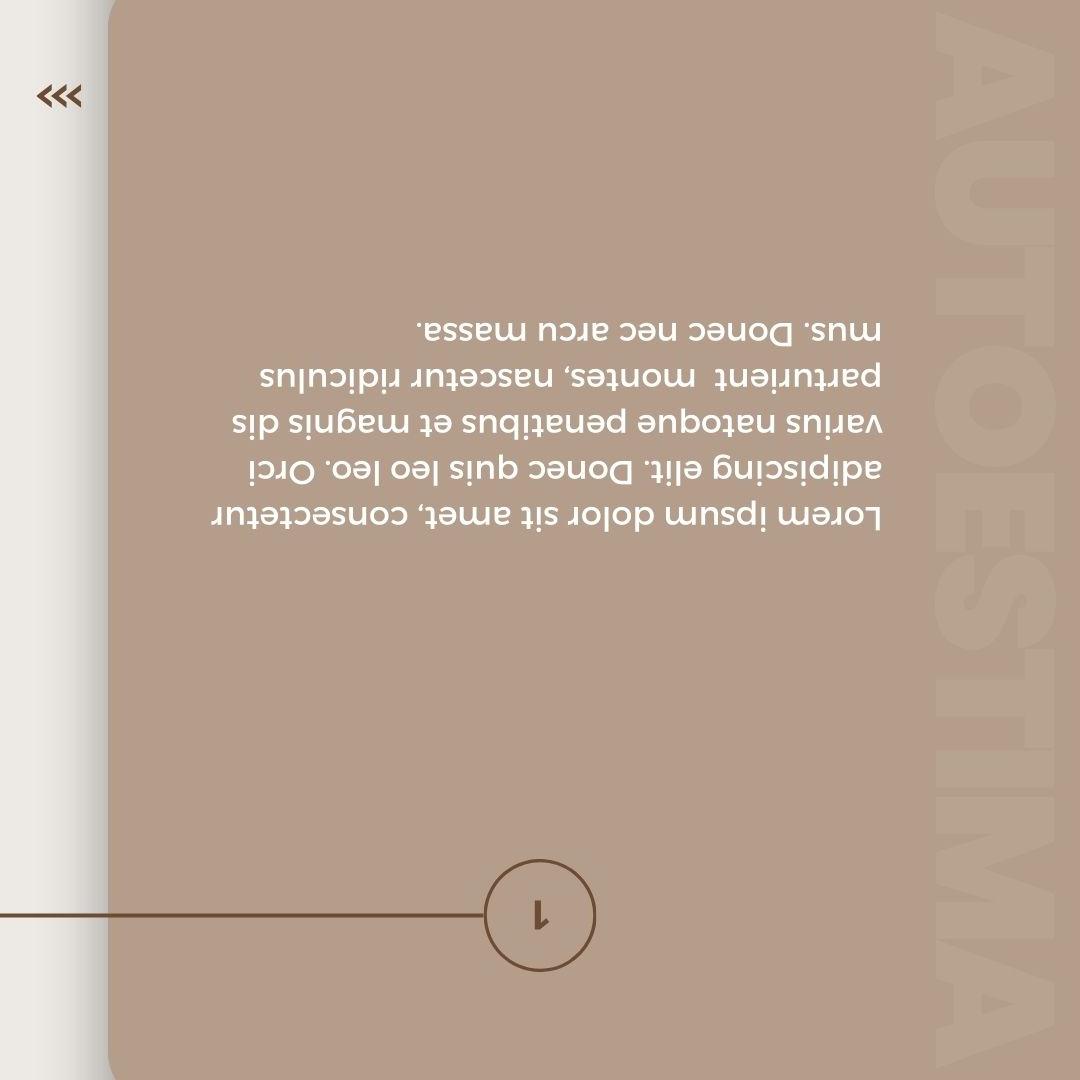 AUTOESTIMA
1
Lorem ipsum dolor sit amet, consectetur
adipiscing elit. Donec quis leo leo. Orci
varius natoque penatibus et magnis dis
parturient montes, nascetur ridiculus
mus. Donec nec arcu massa.